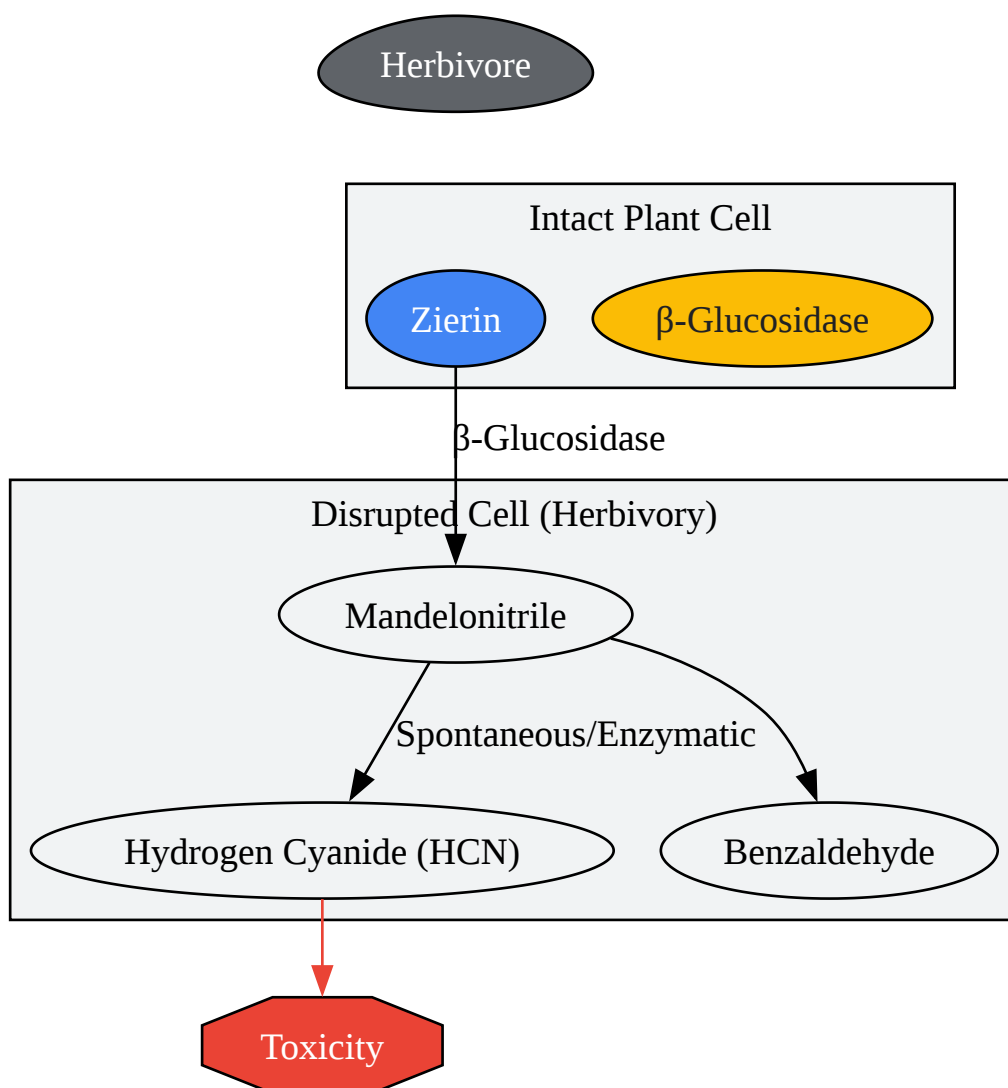 Herbivore
Intact Plant Cell
Zierin
β-Glucosidase
β-Glucosidase
Disrupted Cell (Herbivory)
Mandelonitrile
Spontaneous/Enzymatic
Hydrogen Cyanide (HCN)
Benzaldehyde
Toxicity